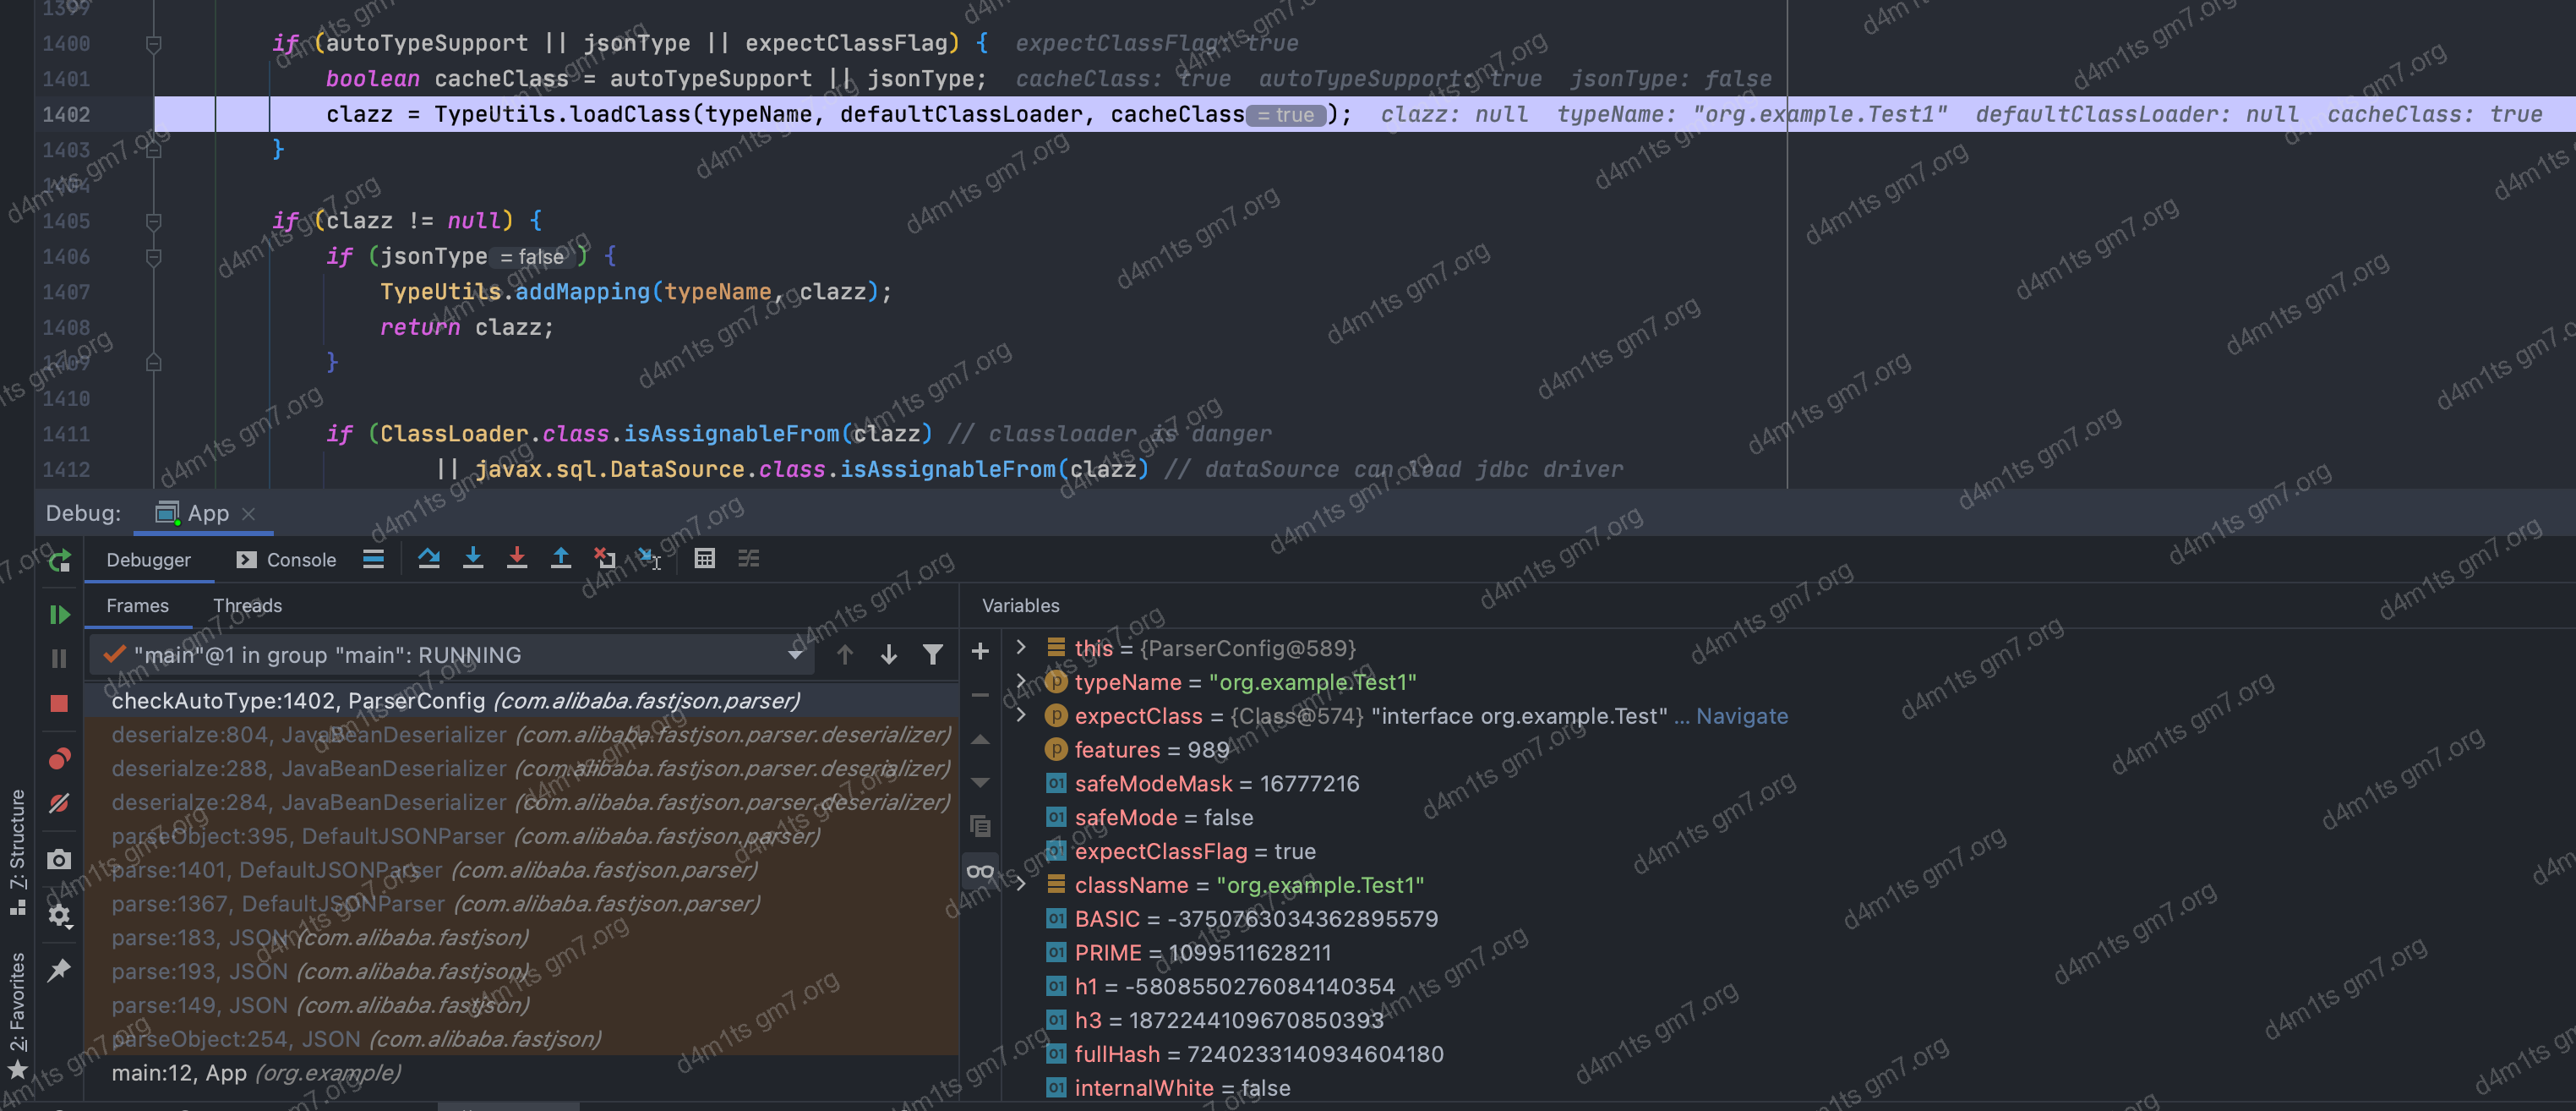 1399
1400 if (autoTypeSupport || jsonType || expectClassFlag) { expectClassFlag: true
1401 boolean cacheClass = autoTypeSupport || jsonType; cacheClass: true autoTypeSupport: true jsonType: false
1402 clazz = TypeUtils.loadClass(typeName, defaultClassLoader, cacheClass = true ); clazz: null typeName: "org.example.Test1" defaultClassLoader: null cacheClass: true
1403 }
1404
1405 if (clazz != null) {
1406 if (jsonType = false ) {
1407 TypeUtils.addMapping(typeName, clazz);
1408 return clazz;
1409 }
1410
1411 if (ClassLoader.class.isAssignableFrom(clazz) // classloader is danger
1412 || javax.sql.DataSource.class.isAssignableFrom(clazz) // dataSource can load jdbc driver
Debug: App
Debugger Console
Frames Threads
"main"@1 in group "main": RUNNING
checkAutoType:1402, ParserConfig (com.alibaba.fastjson.parser)
deserialze:804, JavaBeanDeserializer (com.alibaba.fastjson.parser.deserializer)
deserialze:288, JavaBeanDeserializer (com.alibaba.fastjson.parser.deserializer)
deserialze:284, JavaBeanDeserializer (com.alibaba.fastjson.parser.deserializer)
parseObject:395, DefaultJSONParser (com.alibaba.fastjson.parser)
parse:1401, DefaultJSONParser (com.alibaba.fastjson.parser)
parse:1367, DefaultJSONParser (com.alibaba.fastjson.parser)
parse:183, JSON (com.alibaba.fastjson)
parse:193, JSON (com.alibaba.fastjson)
parse:149, JSON (com.alibaba.fastjson)
parseObject:254, JSON (com.alibaba.fastjson)
main:12, App (org.example)
Variables
this = {ParserConfig@589}
typeName = "org.example.Test1"
expectClass = {Class@574} "interface org.example.Test" ... Navigate
features = 989
safeModeMask = 16777216
safeMode = false
expectClassFlag = true
className = "org.example.Test1"
BASIC = -3750763034362895579
PRIME = 1099511628211
h1 = -5808550276084140354
h3 = 1872244109670850393
fullHash = 7240233140934604180
internalWhite = false
7: Structure
2: Favorites
d4m1ts gm7.org